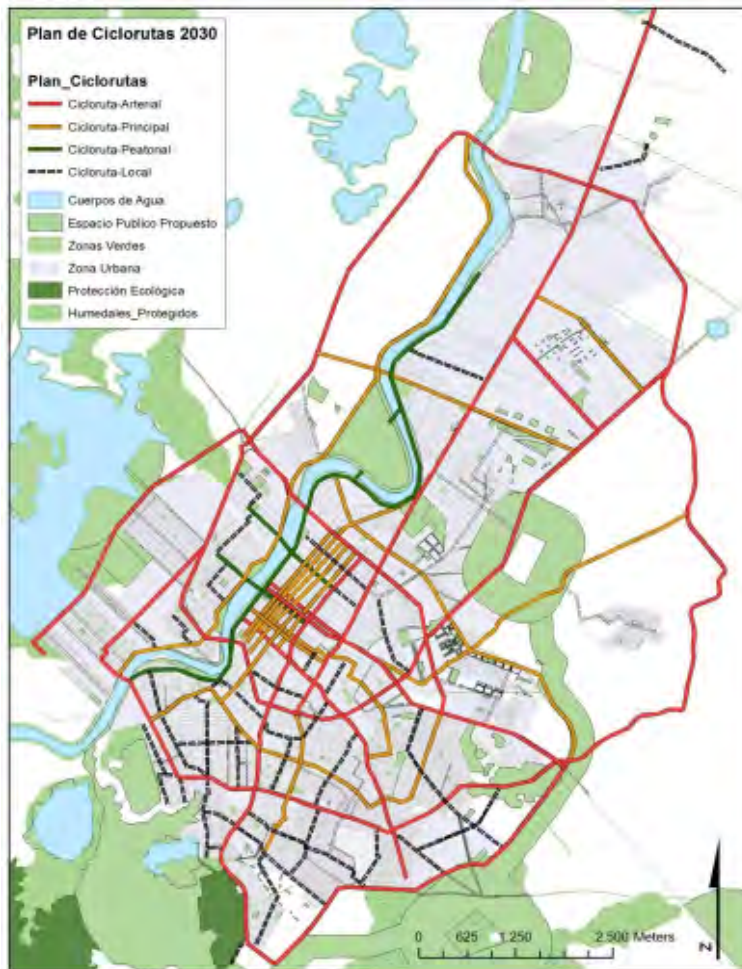 Plan de Ciclorutas 2030
Plan_Ciclorutas
Cicloruta-Arterial
Cicloruta-Principal
Cicloruta-Peatonal
Cicloruta-Local
Cuerpos de Agua
Espacio Publico Propuesto
Zonas Verdes
Zona Urbana
Protección Ecológica
Humedales_Protegidos
0 625 1.250 2.500 Meters
N